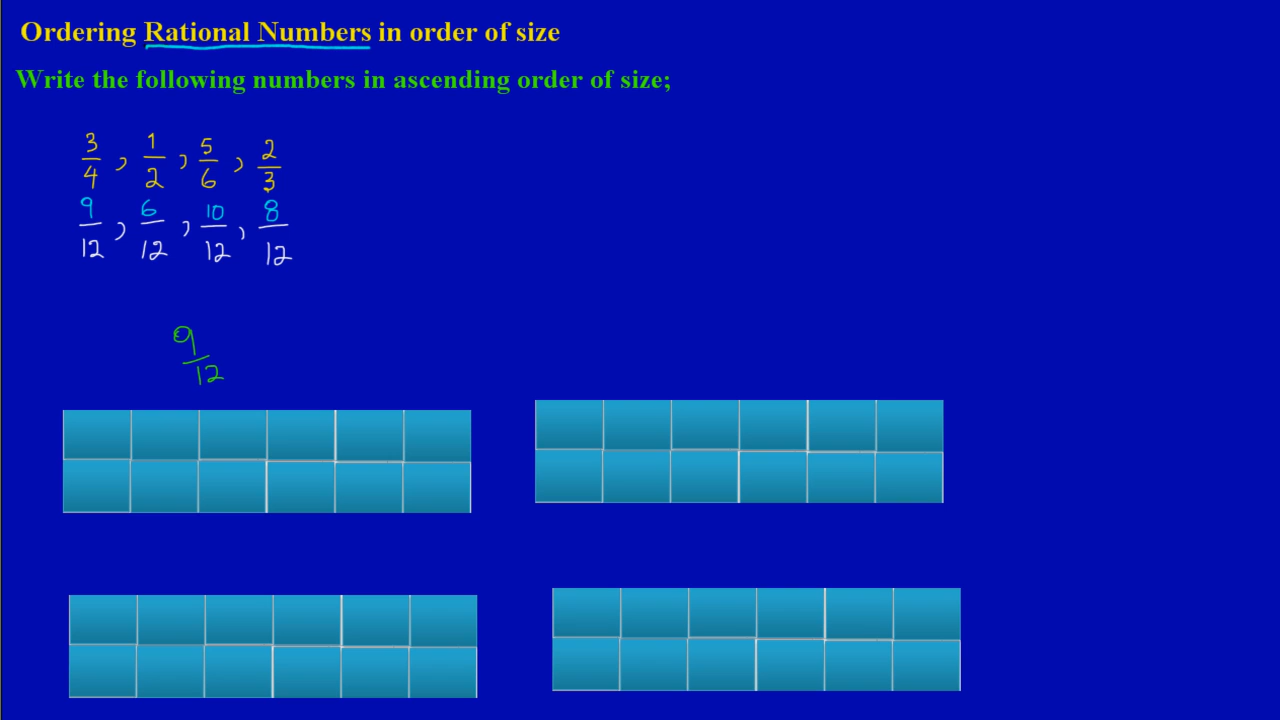 Ordering Rational Numbers in order of size
Write the following numbers in ascending order of size;
3/4 , 1/2 , 5/6 , 2/3
9/12 , 6/12 , 10/12 , 8/12
9/12